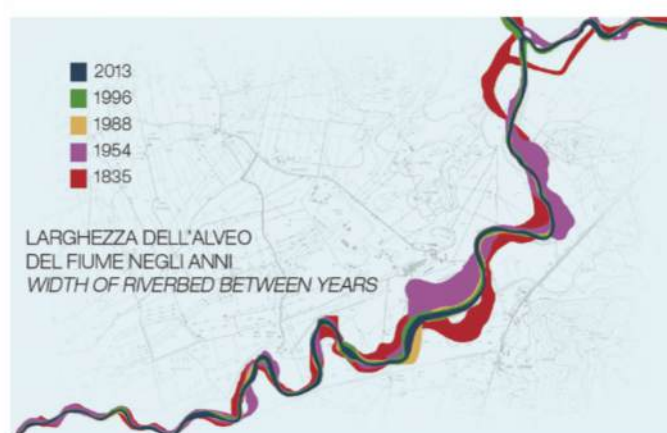 2013
1996
1988
1954
1835
LARGHEZZA DELL'ALVEO
DEL FIUME NEGLI ANNI
WIDTH OF RIVERBED BETWEEN YEARS